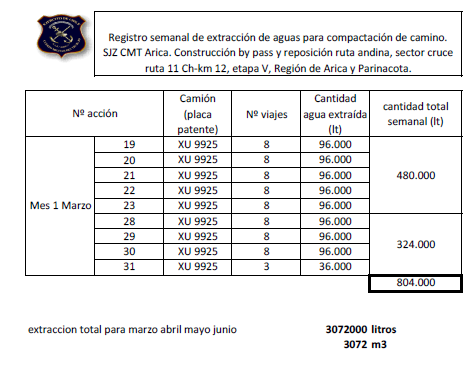 Registro semanal de extracción de aguas para compactación de camino.
SJZ CMT Arica. Construcción by pass y reposición ruta andina, sector cruce
ruta 11 Ch-km 12, etapa V, Región de Arica y Parinacota.
Nº acción Camión (placa patente) Nº viajes Cantidad agua extraída (lt) cantidad total semanal (lt)
Mes 1 Marzo
19 XU 9925 8 96.000
20 XU 9925 8 96.000
21 XU 9925 8 96.000
22 XU 9925 8 96.000
23 XU 9925 8 96.000
480.000
28 XU 9925 8 96.000
29 XU 9925 8 96.000
30 XU 9925 8 96.000
31 XU 9925 3 36.000
324.000
804.000
extraccion total para marzo abril mayo junio 3072000 litros
3072 m3